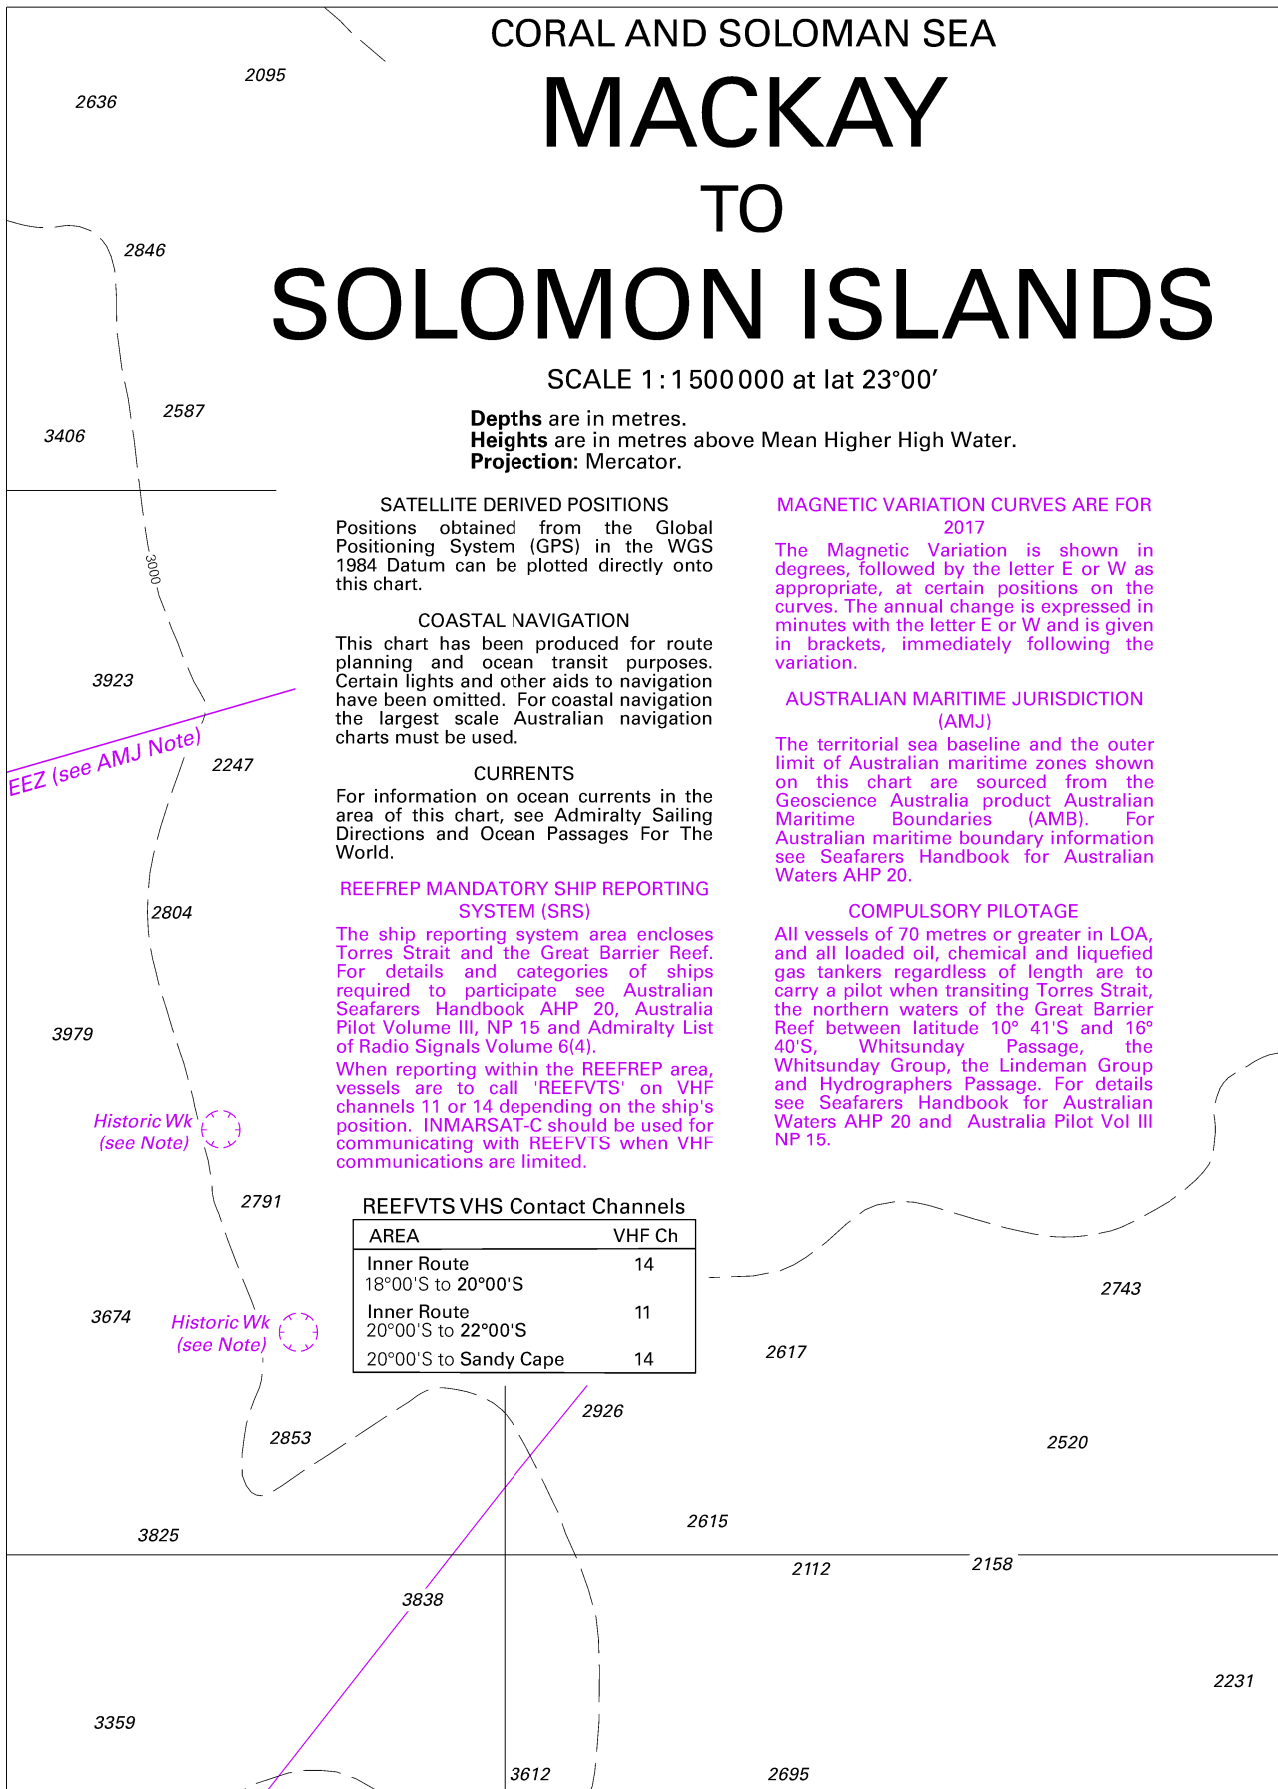 CORAL AND SOLOMAN SEA
2095
2636
MACKAY
TO
2846
SOLOMON ISLANDS
SCALE 1:1 500 000 at lat 23°00′
2587
3406
Depths are in metres.
Heights are in metres above Mean Higher High Water.
Projection: Mercator.
3000
3923
EEZ (see AMJ Note)
2247
2804
3979
Historic Wk
(see Note)
2791
3674
Historic Wk
(see Note)
2853
SATELLITE DERIVED POSITIONS
Positions obtained from the Global
Positioning System (GPS) in the WGS
1984 Datum can be plotted directly onto
this chart.
COASTAL NAVIGATION
This chart has been produced for route
planning and ocean transit purposes.
Certain lights and other aids to navigation
have been omitted. For coastal navigation
the largest scale Australian navigation
charts must be used.
CURRENTS
For information on ocean currents in the
area of this chart, see Admiralty Sailing
Directions and Ocean Passages For The
World.
REEFREP MANDATORY SHIP REPORTING
SYSTEM (SRS)
The ship reporting system area encloses
Torres Strait and the Great Barrier Reef.
For details and categories of ships
required to participate see Australian
Seafarers Handbook AHP 20, Australia
Pilot Volume III, NP 15 and Admiralty List
of Radio Signals Volume 6(4).
When reporting within the REEFREP area,
vessels are to call 'REEFVTS' on VHF
channels 11 or 14 depending on the ship's
position. INMARSAT-C should be used for
communicating with REEFVTS when VHF
communications are limited.
MAGNETIC VARIATION CURVES ARE FOR
2017
The Magnetic Variation is shown in
degrees, followed by the letter E or W as
appropriate, at certain positions on the
curves. The annual change is expressed in
minutes with the letter E or W and is given
in brackets, immediately following the
variation.
AUSTRALIAN MARITIME JURISDICTION
(AMJ)
The territorial sea baseline and the outer
limit of Australian maritime zones shown
on this chart are sourced from the
Geoscience Australia product Australian
Maritime Boundaries (AMB). For
Australian maritime boundary information
see Seafarers Handbook for Australian
Waters AHP 20.
COMPULSORY PILOTAGE
All vessels of 70 metres or greater in LOA,
and all loaded oil, chemical and liquefied
gas tankers regardless of length are to
carry a pilot when transiting Torres Strait,
the northern waters of the Great Barrier
Reef between latitude 10° 41'S and 16°
40'S, Whitsunday Passage, the
Whitsunday Group, the Lindeman Group
and Hydrographers Passage. For details
see Seafarers Handbook for Australian
Waters AHP 20 and Australia Pilot Vol III
NP 15.
REEFVTS VHS Contact Channels
AREA VHF Ch
Inner Route 14
18°00'S to 20°00'S
Inner Route 11
20°00'S to 22°00'S
20°00'S to Sandy Cape 14
2743
2617
2926
2520
2615
3825
2112
2158
3838
2231
3359
3612
2695